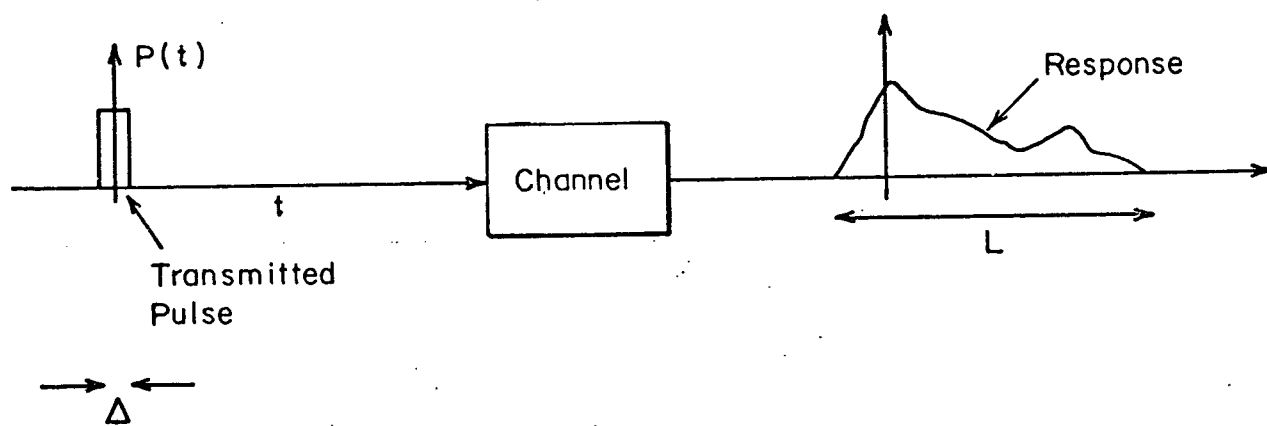 P(t)
Response
Channel
t
L
Transmitted
Pulse
Δ